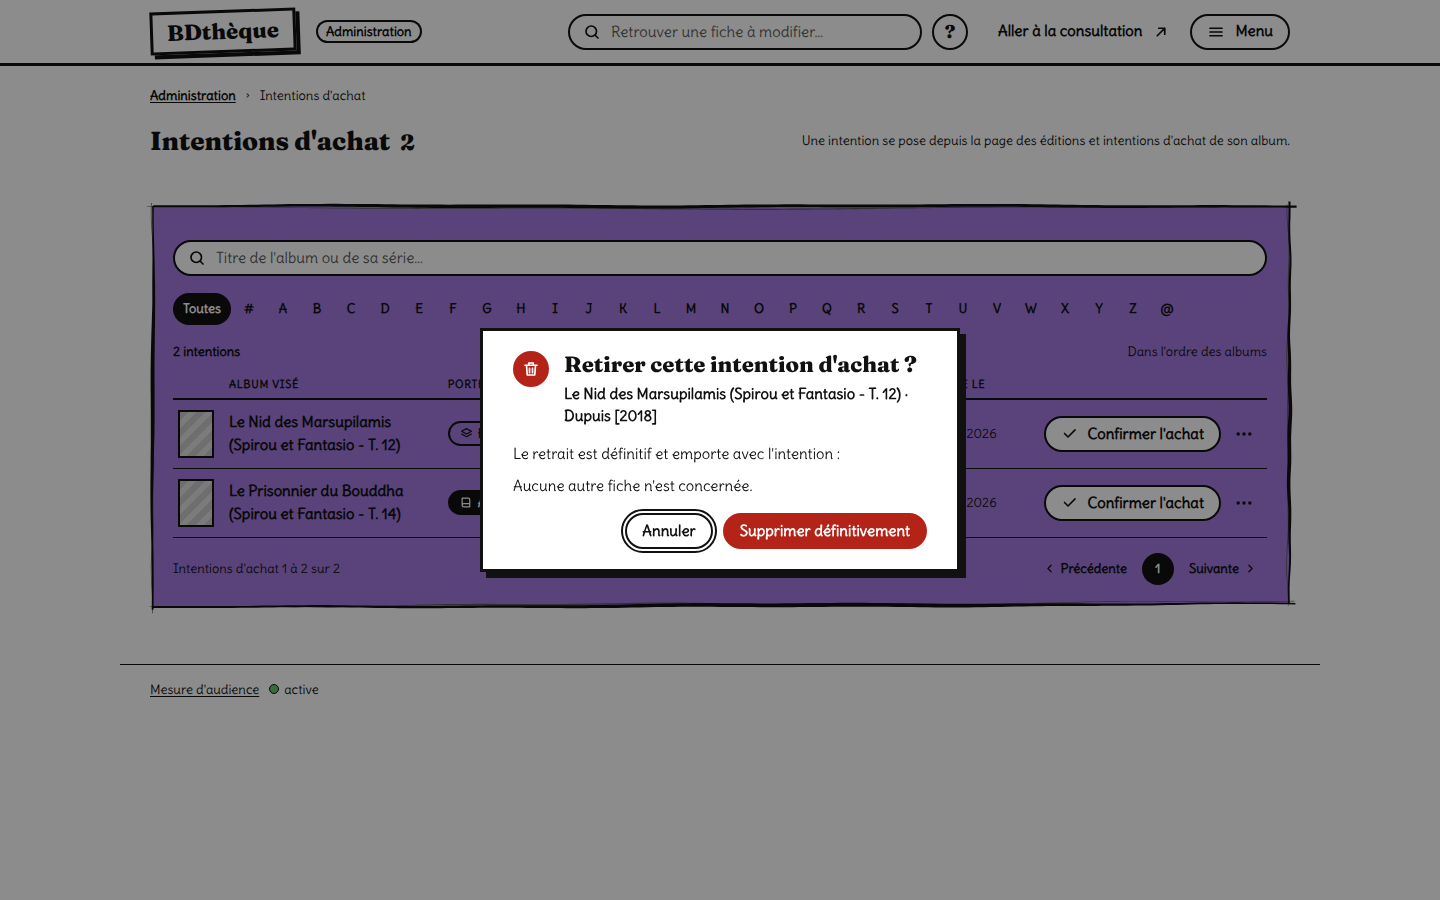 BDthèque
Administration
Retrouver une fiche à modifier...
?
Aller à la consultation
Menu
Administration › Intentions d'achat
Intentions d'achat 2
Une intention se pose depuis la page des éditions et intentions d'achat de son album.
Titre de l'album ou de sa série...
Toutes # A B C D E F G H I J K L M N O P Q R S T U V W X Y Z @
2 intentions
Dans l'ordre des albums
ALBUM VISÉ
LE
Le Nid des Marsupilamis
(Spirou et Fantasio - T. 12)
2026
Confirmer l'achat
Le Prisonnier du Bouddha
(Spirou et Fantasio - T. 14)
2026
Confirmer l'achat
Intentions d'achat 1 à 2 sur 2
‹ Précédente 1 Suivante ›
Retirer cette intention d'achat ?
Le Nid des Marsupilamis (Spirou et Fantasio - T. 12) ·
Dupuis [2018]
Le retrait est définitif et emporte avec l'intention :
Aucune autre fiche n'est concernée.
Annuler
Supprimer définitivement
Mesure d'audience
active